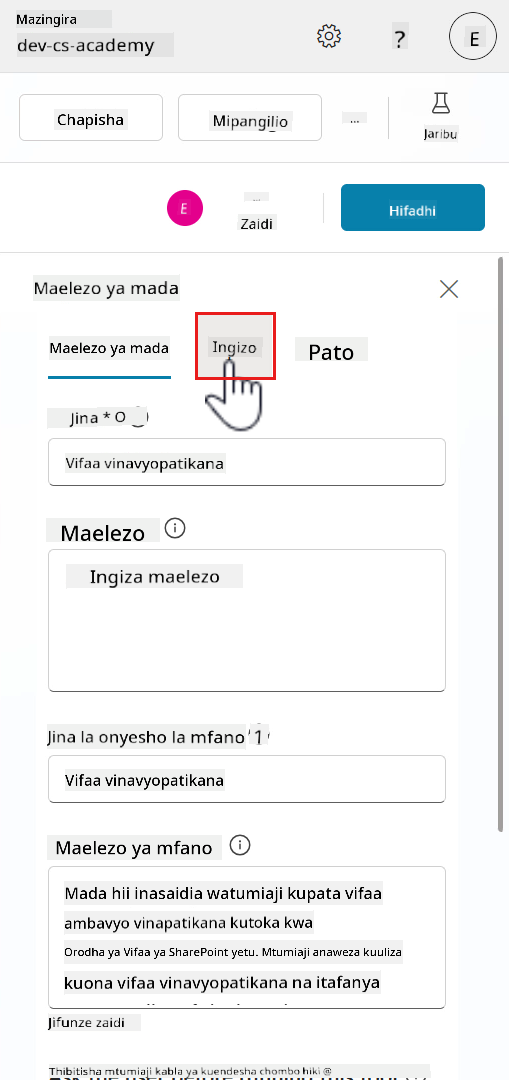 Mazingira
dev-cs-academy
?
E
Chapisha
Mipangilio
...
Jaribu
E
...
Zaidi
Hifadhi
Maelezo ya mada
Maelezo ya mada
Ingizo
Pato
Jina * O
Vifaa vinavyopatikana
Maelezo
Ingiza maelezo
Jina la onyesho la mfano
Vifaa vinavyopatikana
Maelezo ya mfano
Mada hii inasaidia watumiaji kupata vifaa
ambavyo vinapatikana kutoka kwa
Orodha ya Vifaa ya SharePoint yetu. Mtumiaji anaweza kuuliza
kuona vifaa vinavyopatikana na itafanya
Jifunze zaidi
Thibitisha mtumiaji kabla ya kuendesha chombo hiki @